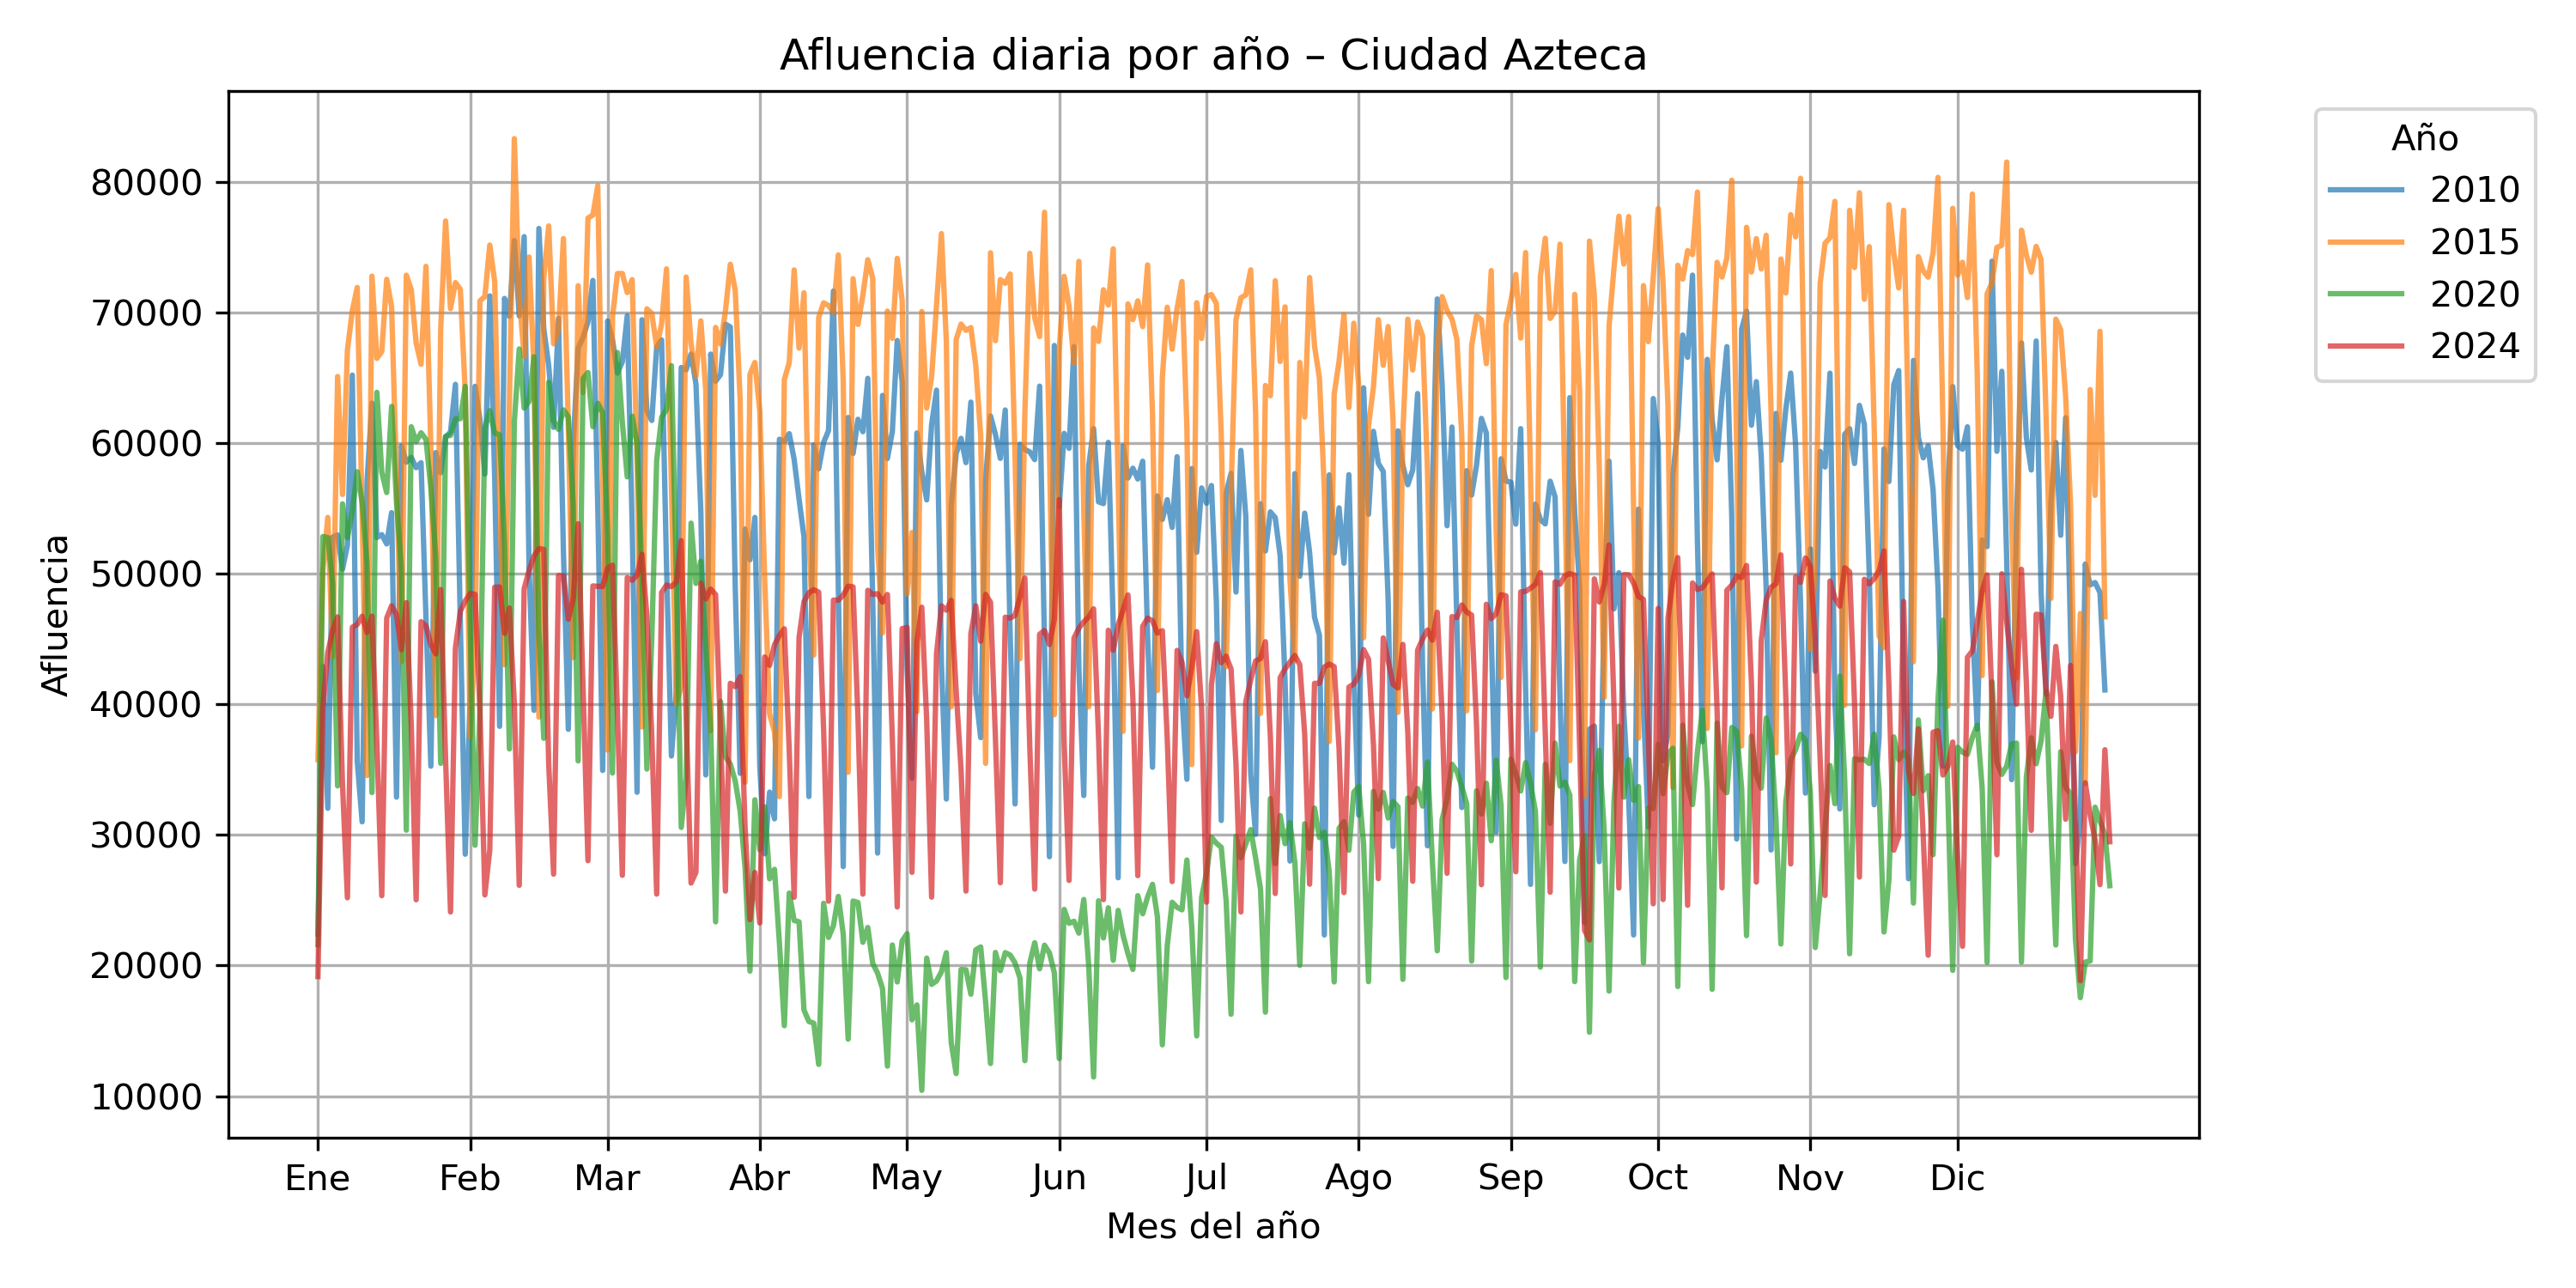 Afluencia diaria por año – Ciudad Azteca
Año
2010
2015
2020
2024
80000
70000
60000
50000
40000
30000
20000
10000
Afluencia
Ene Feb Mar Abr May Jun Jul Ago Sep Oct Nov Dic
Mes del año